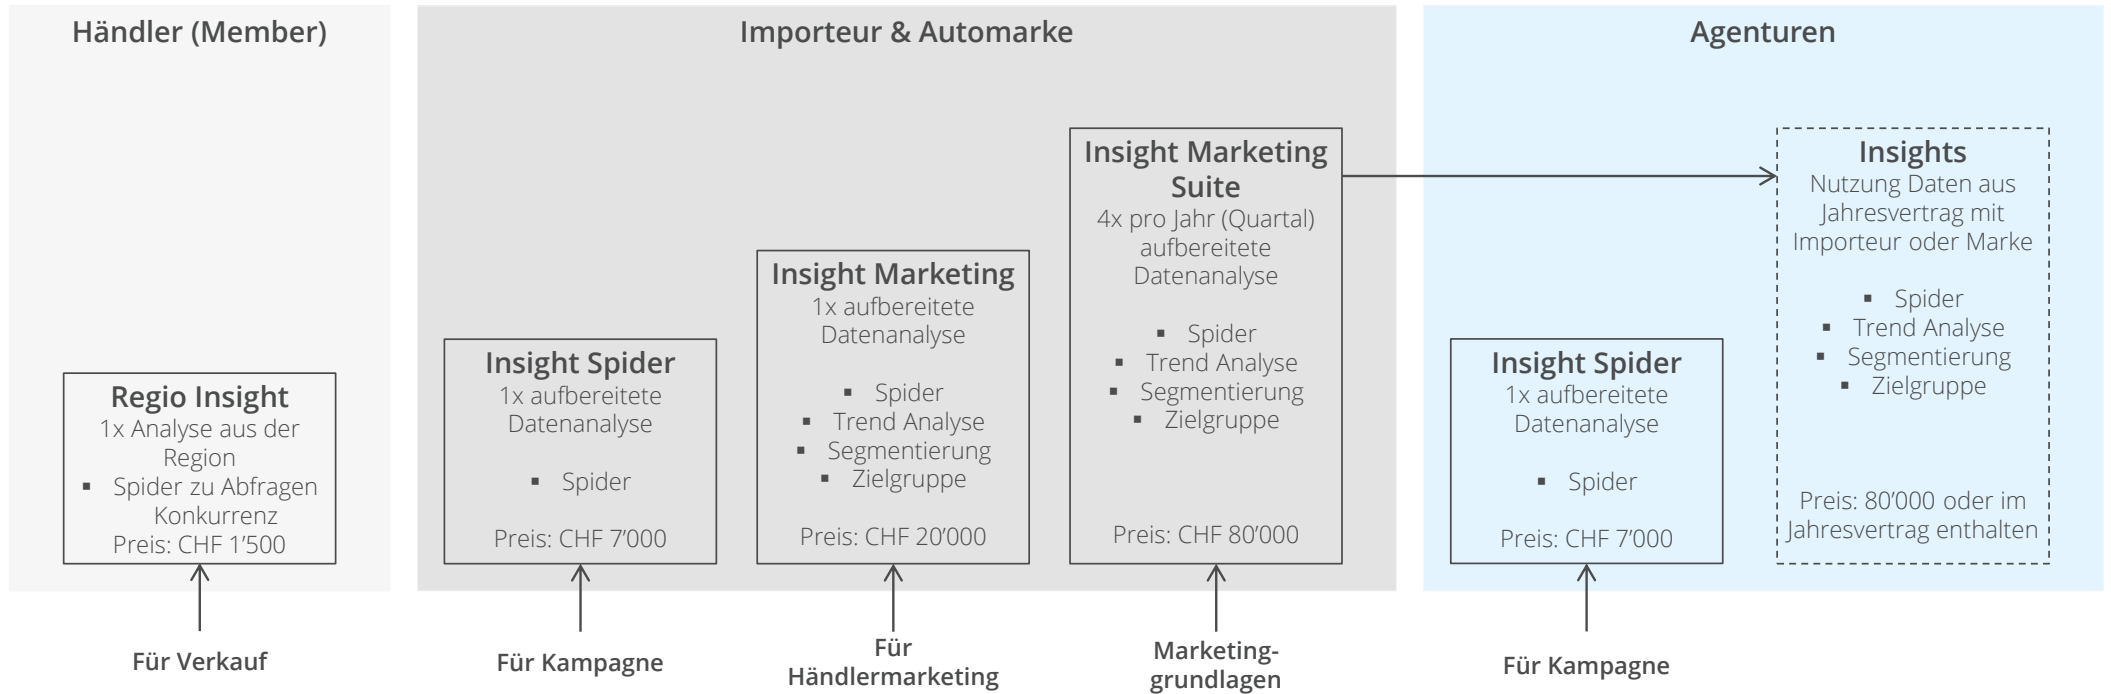 Händler (Member)
1x Analyse aus der
Region
Regio Insight
▪ Spider zu Abfragen
Konkurrenz
Preis: CHF 1’500
Für Verkauf
Importeur & Automarke
Insight Spider
1x aufbereitete
Datenanalyse
▪ Spider
Preis: CHF 7’000
Für Kampagne
Insight Marketing
1x aufbereitete
Datenanalyse
▪ Spider
▪ Trend Analyse
▪ Segmentierung
▪ Zielgruppe
Preis: CHF 20’000
Für
Händlermarketing
Insight Marketing
Suite
4x pro Jahr (Quartal)
aufbereitete
Datenanalyse
▪ Spider
▪ Trend Analyse
▪ Segmentierung
▪ Zielgruppe
Preis: CHF 80’000
Marketing-
grundlagen
Agenturen
Insight Spider
1x aufbereitete
Datenanalyse
▪ Spider
Preis: CHF 7’000
Für Kampagne
Insights
Nutzung Daten aus
Jahresvertrag mit
Importeur oder Marke
▪ Spider
▪ Trend Analyse
▪ Segmentierung
▪ Zielgruppe
Preis: 80’000 oder im
Jahresvertrag enthalten